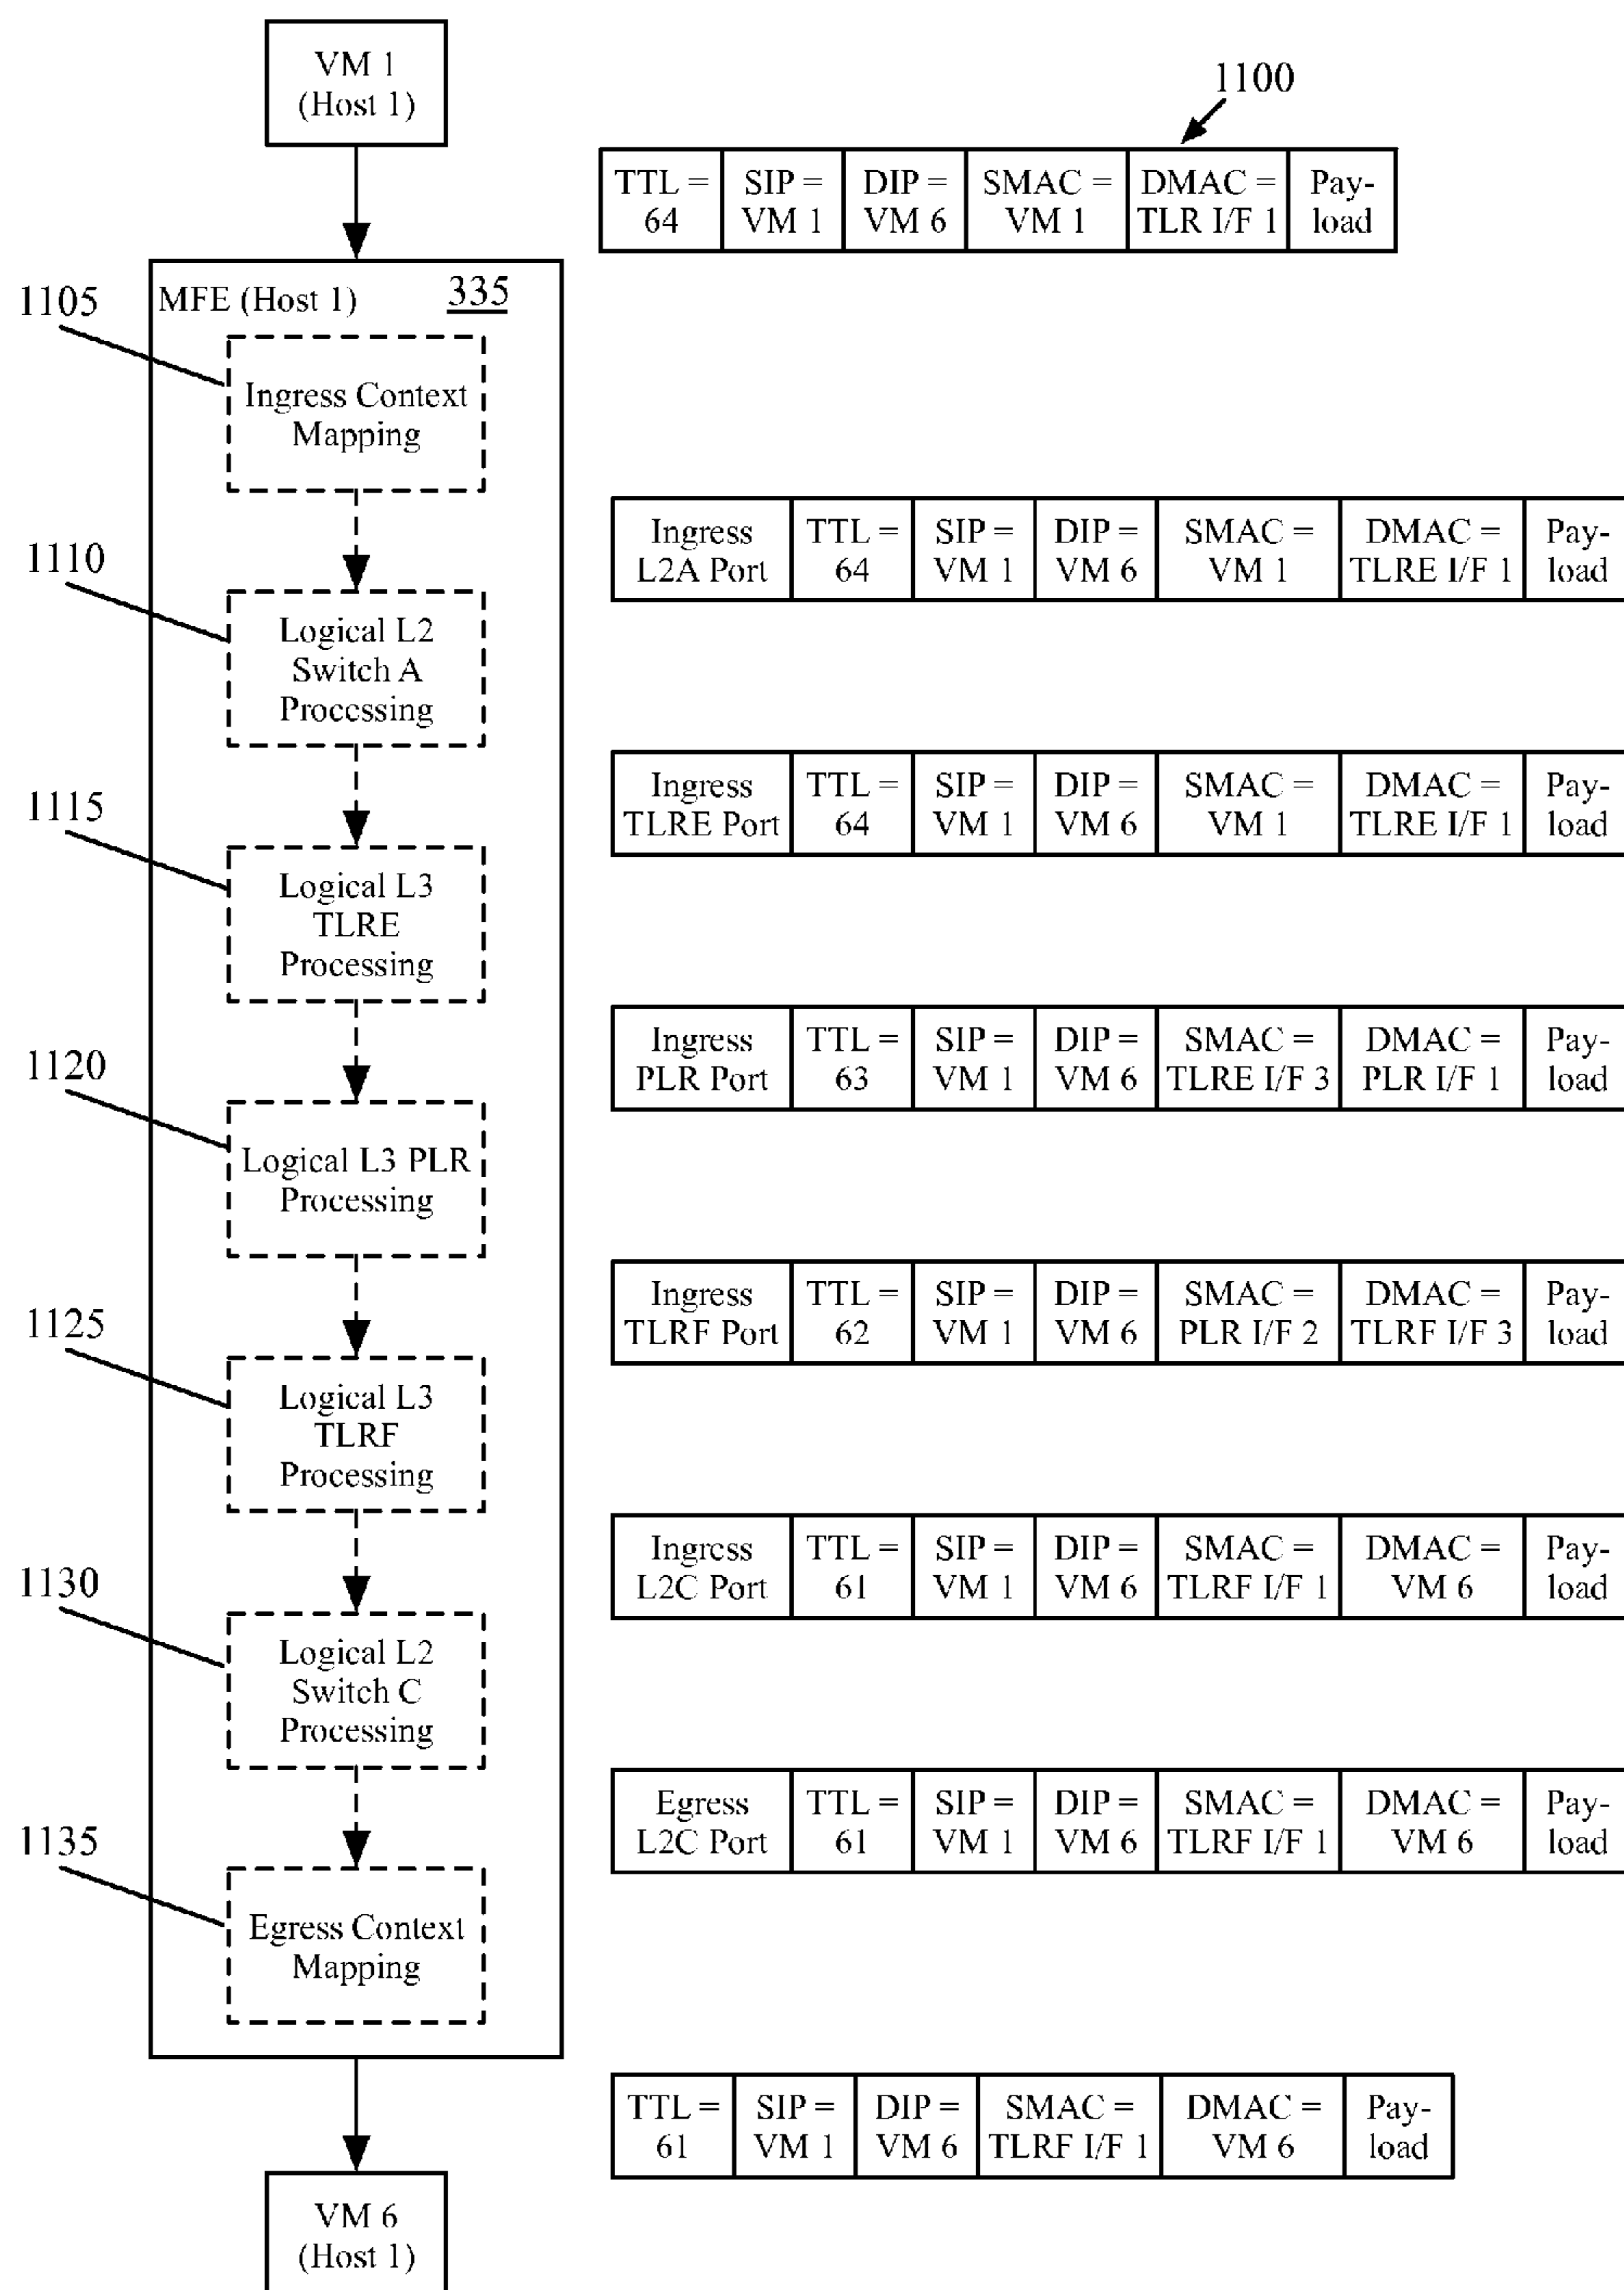 VM 1
(Host 1)
1100
TTL = SIP = DIP = SMAC = DMAC = Pay-
64 VM 1 VM 6 VM 1 TLR I/F 1 load
MFE (Host 1) 335
1105
Ingress Context
Mapping
Ingress TTL = SIP = DIP = SMAC = DMAC = Pay-
L2A Port 64 VM 1 VM 6 VM 1 TLRE I/F 1 load
1110
Logical L2
Switch A
Processing
Ingress TTL = SIP = DIP = SMAC = DMAC = Pay-
TLRE Port 64 VM 1 VM 6 VM 1 TLRE I/F 1 load
1115
Logical L3
TLRE
Processing
Ingress TTL = SIP = DIP = SMAC = DMAC = Pay-
PLR Port 63 VM 1 VM 6 TLRE I/F 3 PLR I/F 1 load
1120
Logical L3 PLR
Processing
Ingress TTL = SIP = DIP = SMAC = DMAC = Pay-
TLRF Port 62 VM 1 VM 6 PLR I/F 2 TLRF I/F 3 load
1125
Logical L3
TLRF
Processing
Ingress TTL = SIP = DIP = SMAC = DMAC = Pay-
L2C Port 61 VM 1 VM 6 TLRF I/F 1 VM 6 load
1130
Logical L2
Switch C
Processing
Egress TTL = SIP = DIP = SMAC = DMAC = Pay-
L2C Port 61 VM 1 VM 6 TLRF I/F 1 VM 6 load
1135
Egress Context
Mapping
TTL = SIP = DIP = SMAC = DMAC = Pay-
61 VM 1 VM 6 TLRF I/F 1 VM 6 load
VM 6
(Host 1)